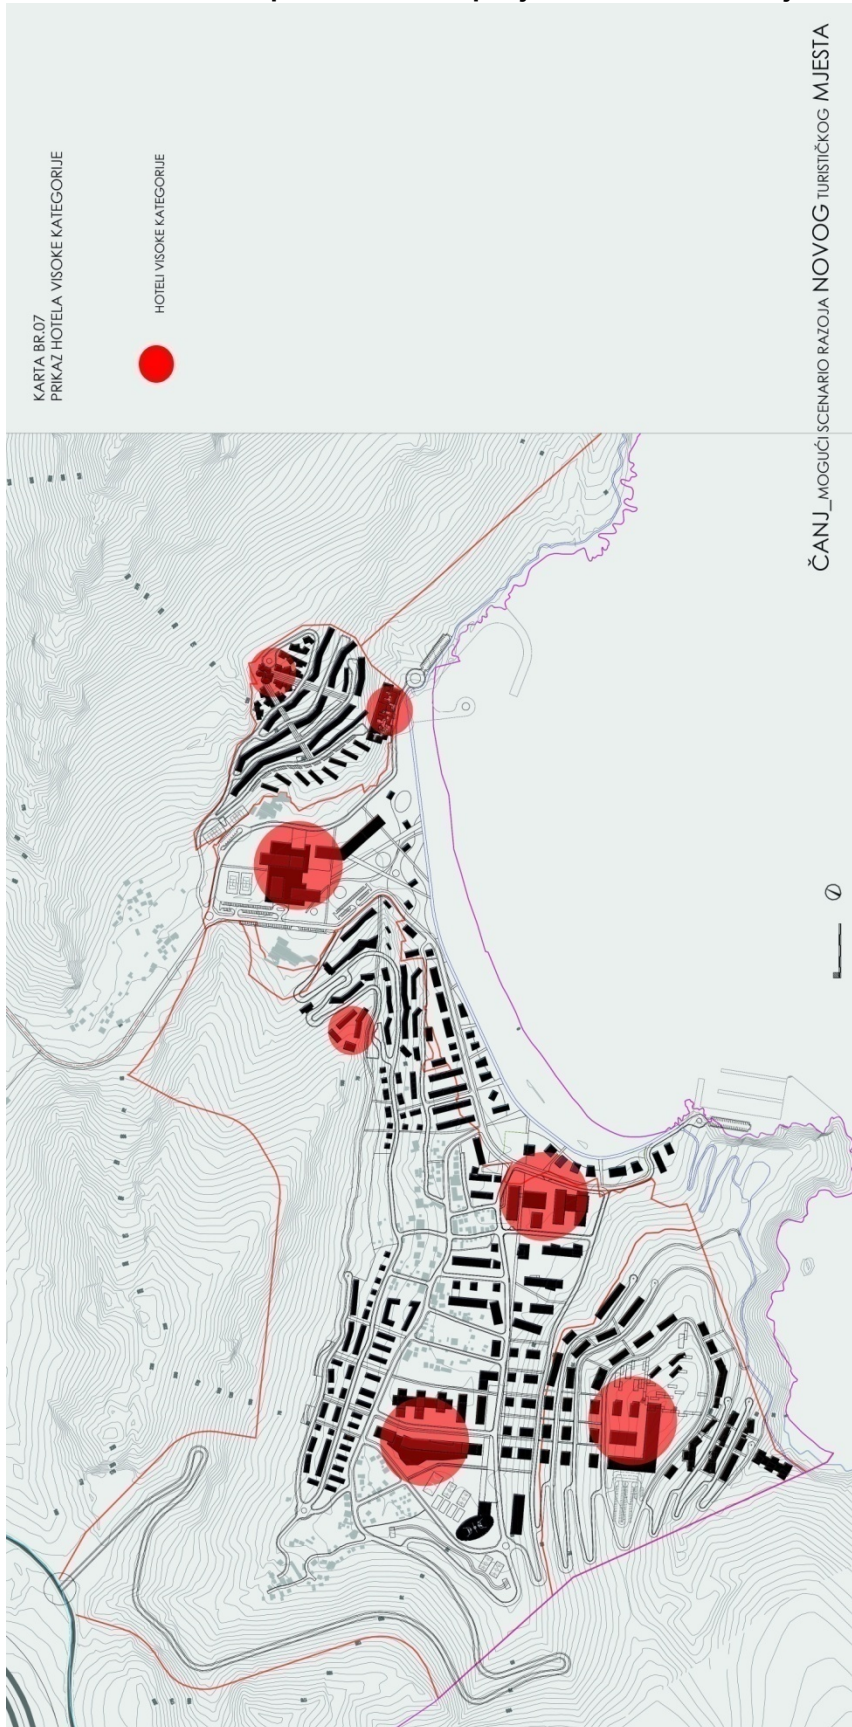 KARTA BR.07
PRIKAZ HOTELA VISOKE KATEGORIJE
HOTELI VISOKE KATEGORIJE
ČANJ_MOGUĆI SCENARIO RAZOJA NOVOG TURISTIČKOG MJESTA